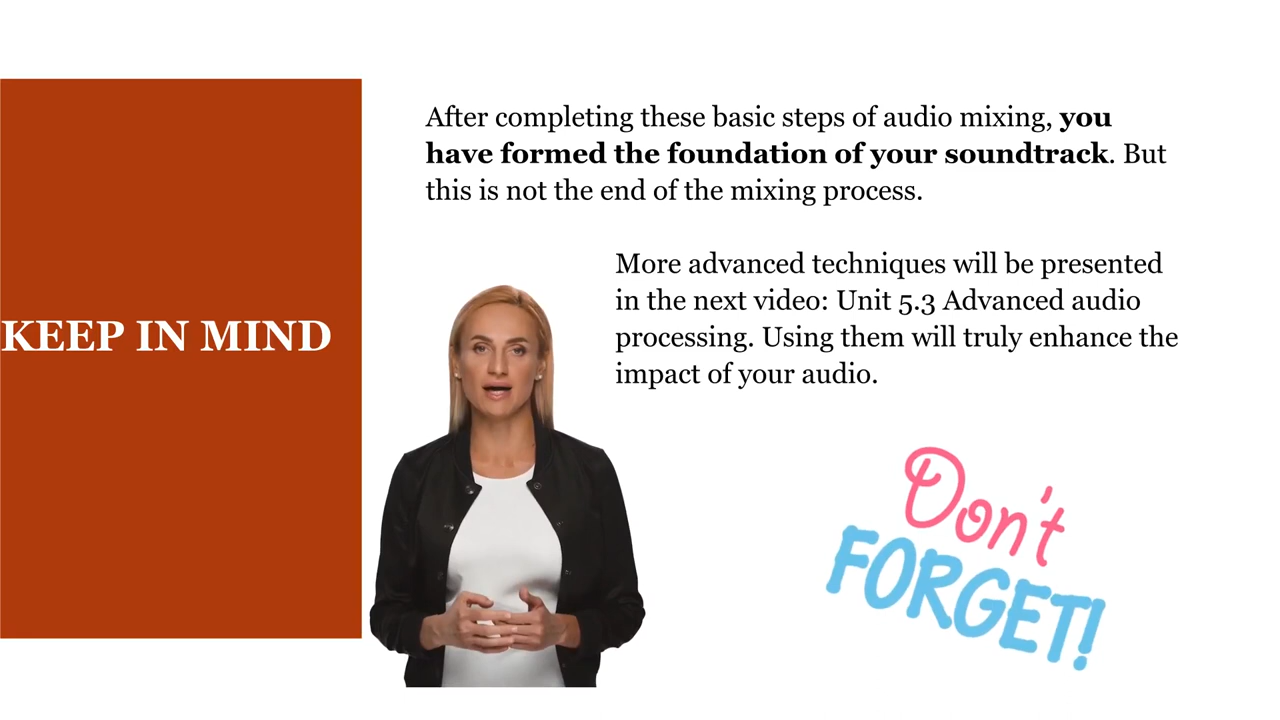 KEEP IN MIND
After completing these basic steps of audio mixing, you
have formed the foundation of your soundtrack. But
this is not the end of the mixing process.
More advanced techniques will be presented
in the next video: Unit 5.3 Advanced audio
processing. Using them will truly enhance the
impact of your audio.
Don't
FORGET!